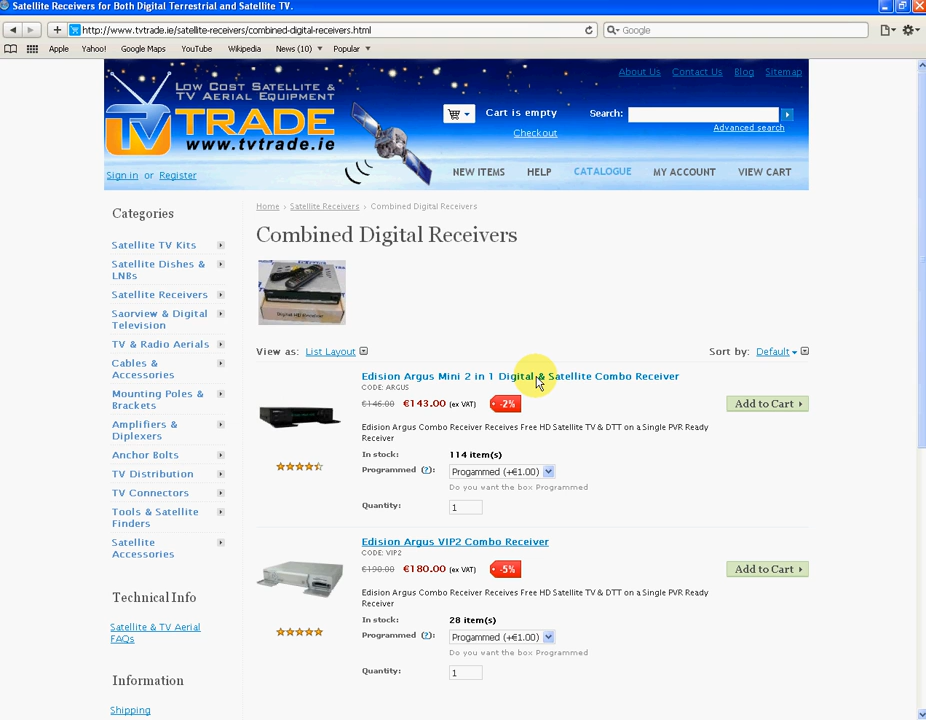 Satellite Receivers for Both Digital Terrestrial and Satellite TV.
http://www.tvtrade.ie/satellite-receivers/combined-digital-receivers.html
Google
Apple Yahoo! Google Maps YouTube Wikipedia News (10) Popular
About Us Contact Us Blog Sitemap
LOW COST SATELLITE &
TV AERIAL EQUIPMENT
TV TRADE
www.tvtrade.ie
Cart is empty
Checkout
Search:
Advanced search
Sign in or Register
NEW ITEMS HELP CATALOGUE MY ACCOUNT VIEW CART
Home › Satellite Receivers › Combined Digital Receivers
Categories
Satellite TV Kits
Satellite Dishes &
LNBs
Satellite Receivers
Saorview & Digital
Television
TV & Radio Aerials
Cables &
Accessories
Mounting Poles &
Brackets
Amplifiers &
Diplexers
Anchor Bolts
TV Distribution
TV Connectors
Tools & Satellite
Finders
Satellite
Accessories
Technical Info
Satellite & TV Aerial
FAQs
Information
Shipping
Combined Digital Receivers
View as: List Layout
Sort by: Default
Edision Argus Mini 2 in 1 Digital & Satellite Combo Receiver
CODE: ARGUS
€146.00 €143.00 (ex VAT) -2%
Add to Cart
Edision Argus Combo Receiver Receives Free HD Satellite TV & DTT on a Single PVR Ready
Receiver
In stock: 114 item(s)
Programmed (?): Progammed (+€1.00)
Do you want the box Programmed
Quantity: 1
Edision Argus VIP2 Combo Receiver
CODE: VIP2
€190.00 €180.00 (ex VAT) -5%
Add to Cart
Edision Argus Combo Receiver Receives Free HD Satellite TV & DTT on a Single PVR Ready
Receiver
In stock: 28 item(s)
Programmed (?): Progammed (+€1.00)
Do you want the box Programmed
Quantity: 1